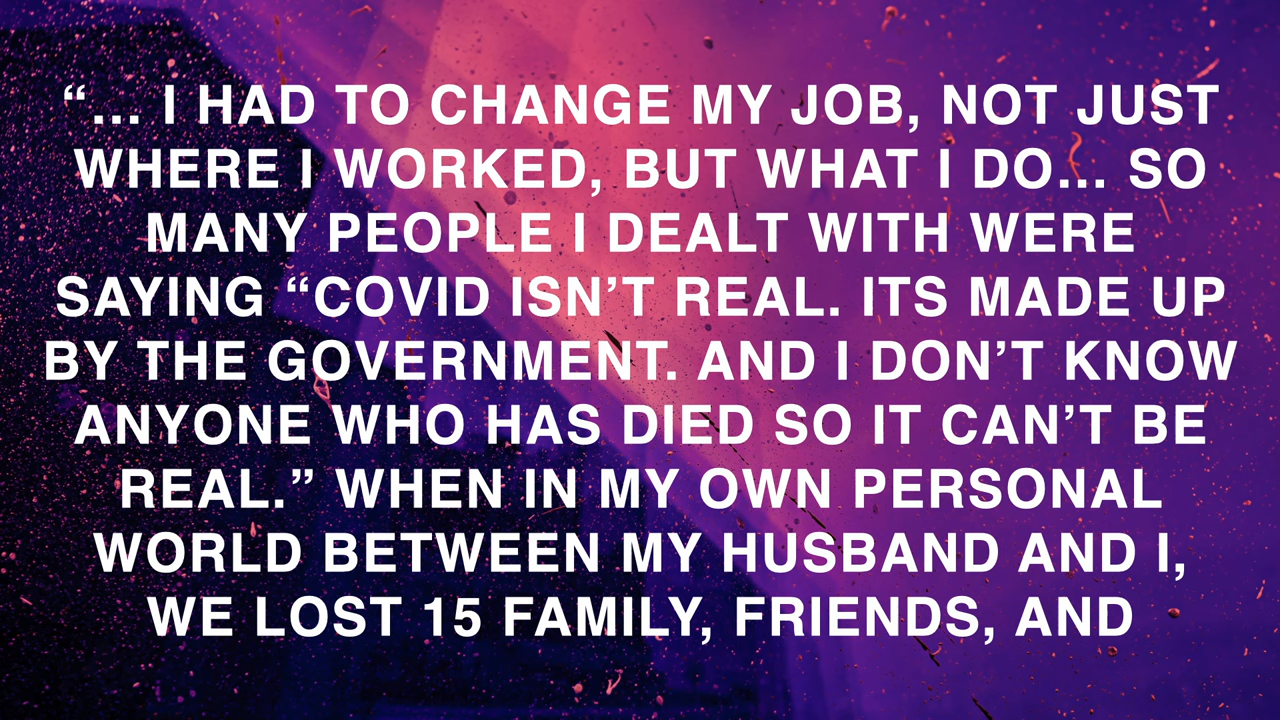 “... I HAD TO CHANGE MY JOB, NOT JUST
WHERE I WORKED, BUT WHAT I DO... SO
MANY PEOPLE I DEALT WITH WERE
SAYING “COVID ISN’T REAL. ITS MADE UP
BY THE GOVERNMENT. AND I DON’T KNOW
ANYONE WHO HAS DIED SO IT CAN’T BE
REAL.” WHEN IN MY OWN PERSONAL
WORLD BETWEEN MY HUSBAND AND I,
WE LOST 15 FAMILY, FRIENDS, AND